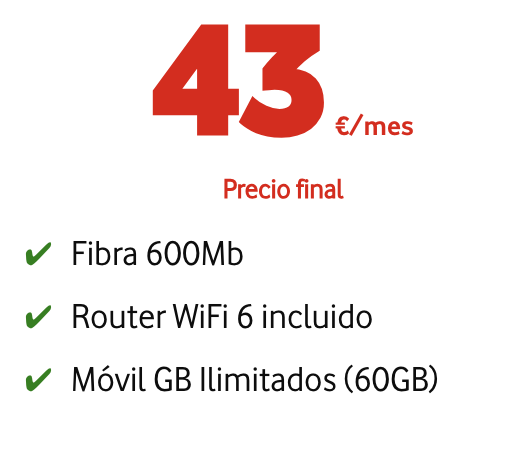 43 €/mes
Precio final
✔ Fibra 600Mb
✔ Router WiFi 6 incluido
✔ Móvil GB Ilimitados (60GB)